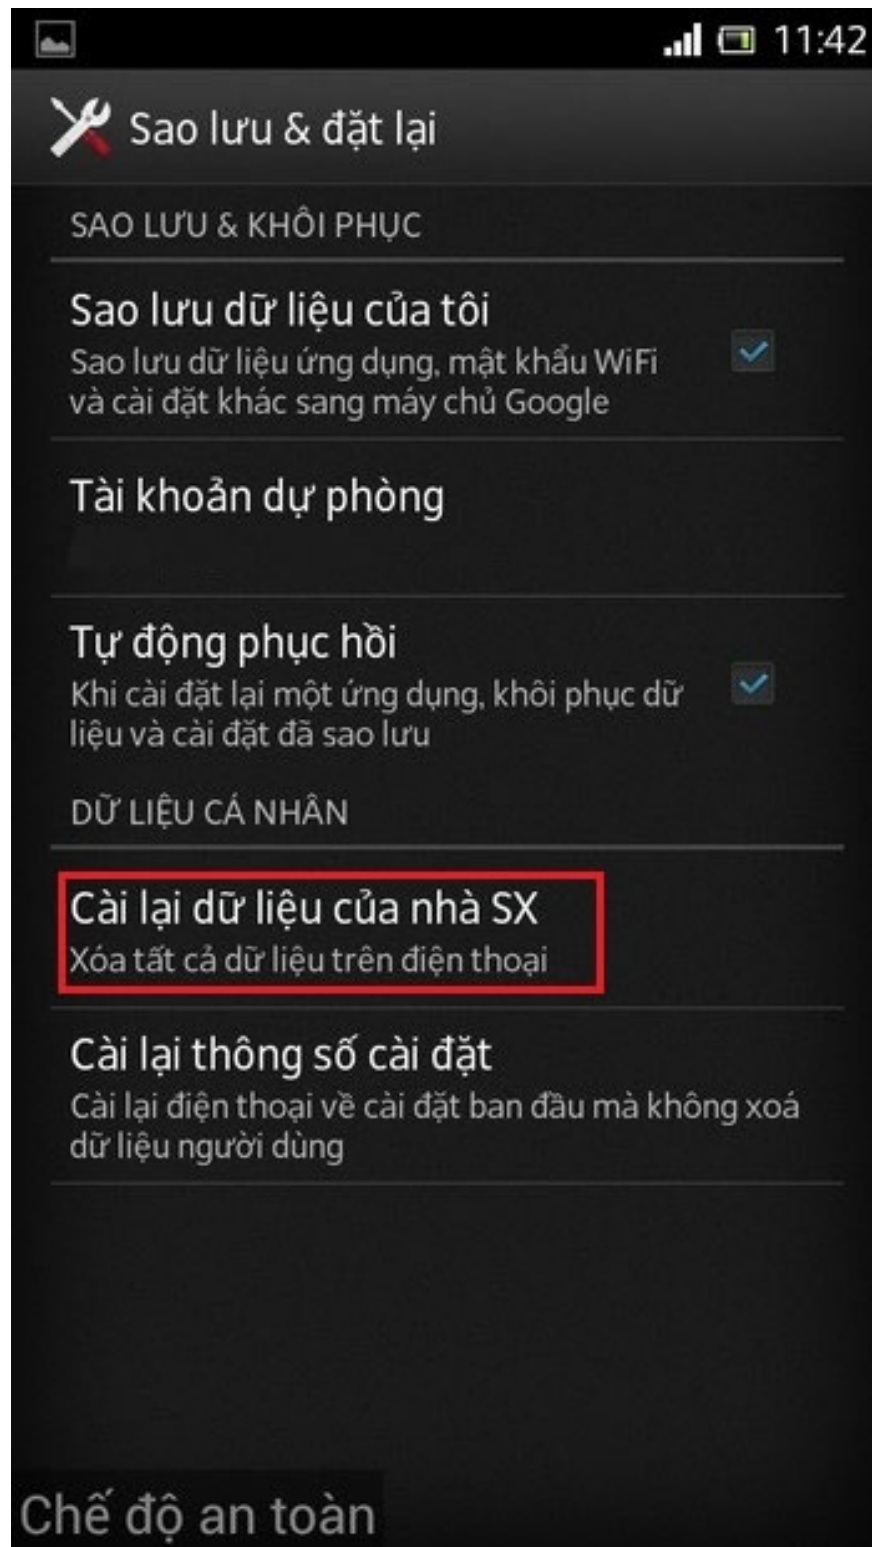 11:42
Sao lưu & đặt lại
SAO LƯU & KHÔI PHỤC
Sao lưu dữ liệu của tôi
Sao lưu dữ liệu ứng dụng, mật khẩu WiFi
và cài đặt khác sang máy chủ Google
Tài khoản dự phòng
Tự động phục hồi
Khi cài đặt lại một ứng dụng, khôi phục dữ
liệu và cài đặt đã sao lưu
DỮ LIỆU CÁ NHÂN
Cài lại dữ liệu của nhà SX
Xóa tất cả dữ liệu trên điện thoại
Cài lại thông số cài đặt
Cài lại điện thoại về cài đặt ban đầu mà không xoá
dữ liệu người dùng
Chế độ an toàn